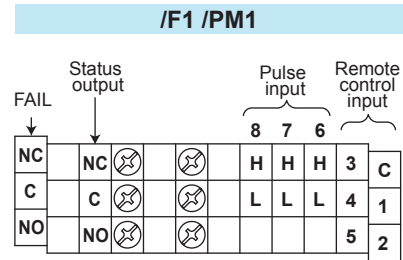 /F1 /PM1
Status output
Pulse input
Remote control input
FAIL
8 7 6
NC NC H H H 3 C
C C L L L 4 1
NO NO 5 2